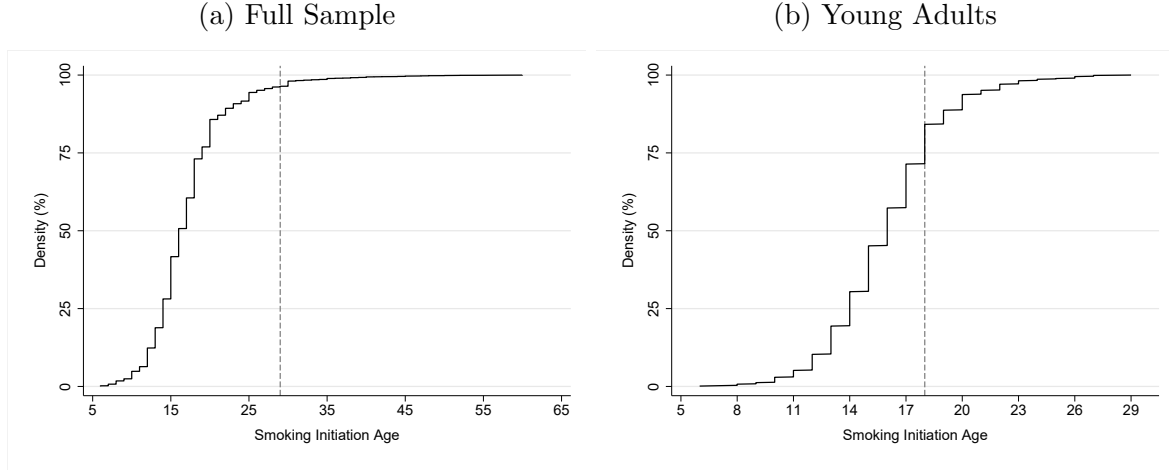 (a) Full Sample
100
75
50
25
0
Density (%)
5 15 25 35 45 55 65
Smoking Initiation Age
(b) Young Adults
100
75
50
25
0
Density (%)
5 8 11 14 17 20 23 26 29
Smoking Initiation Age